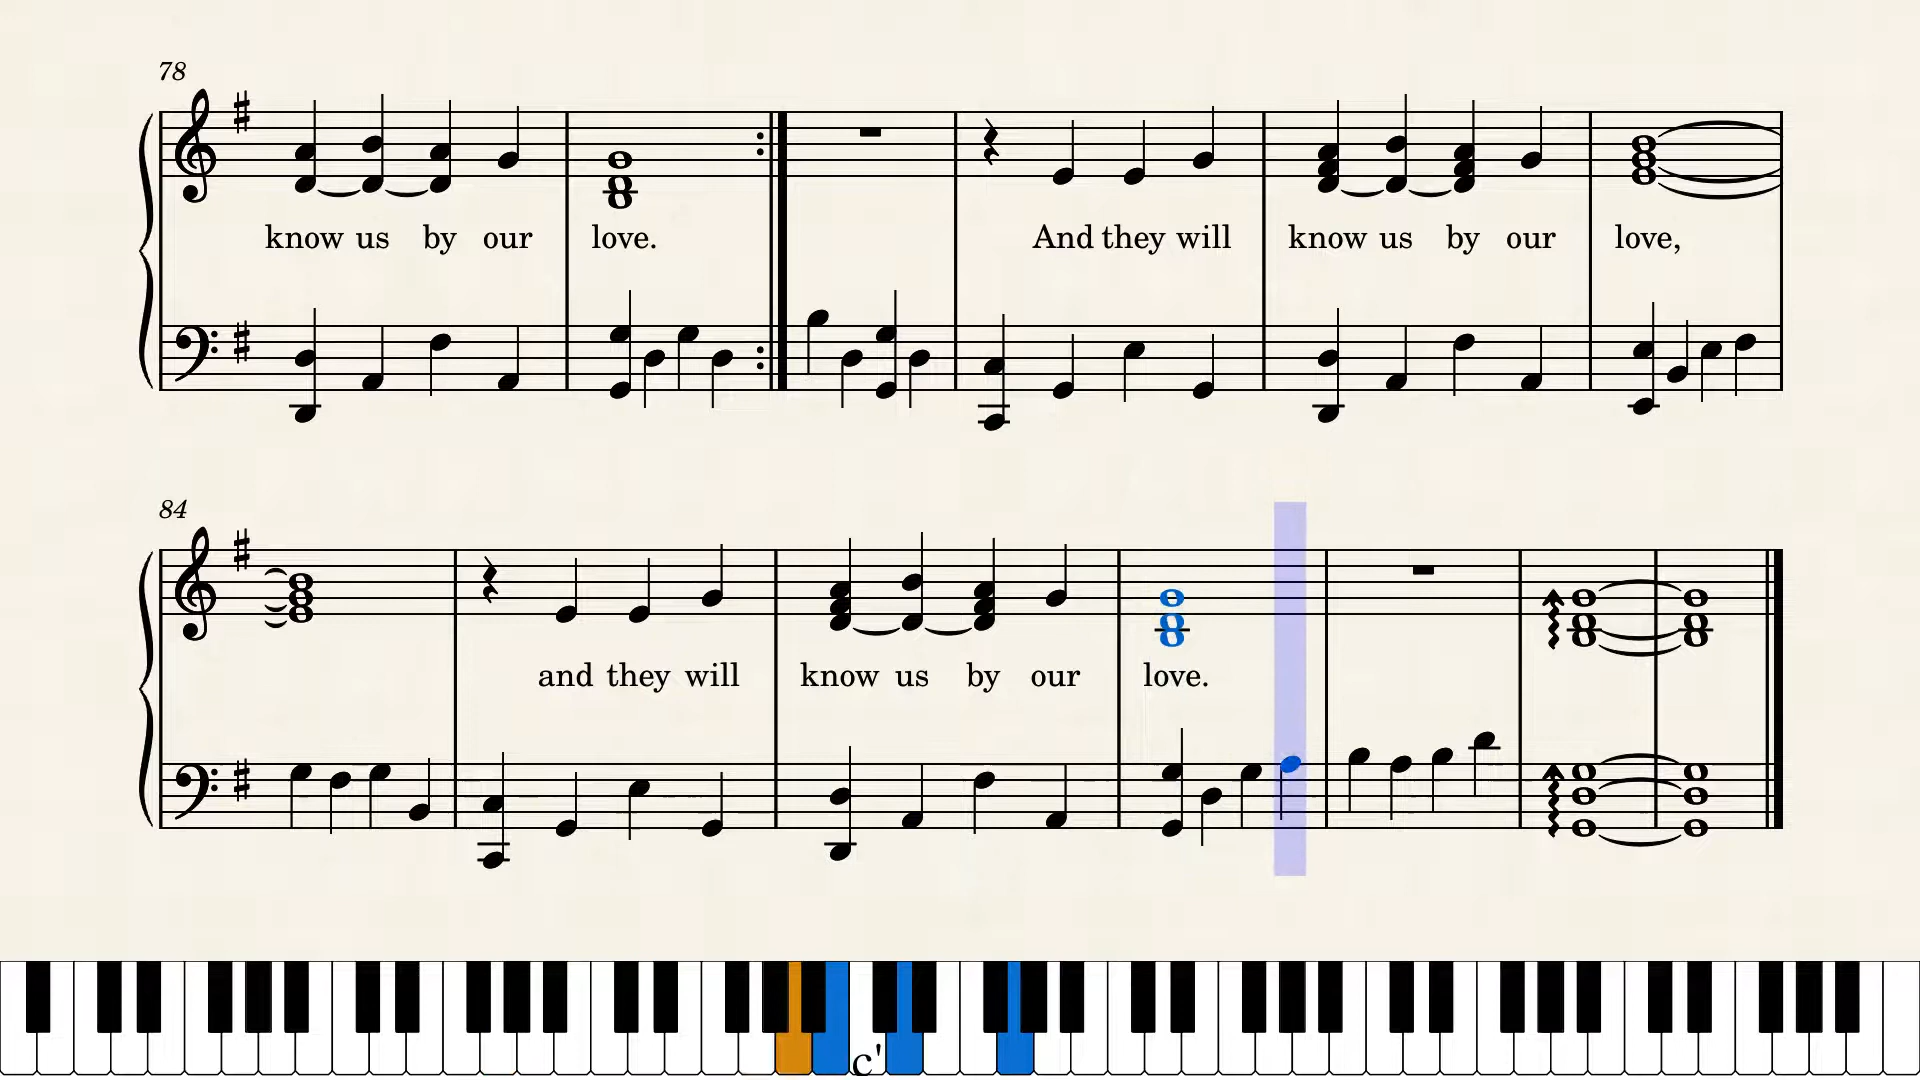 78
know us by our love. And they will know us by our love,
84
and they will know us by our love.
c'